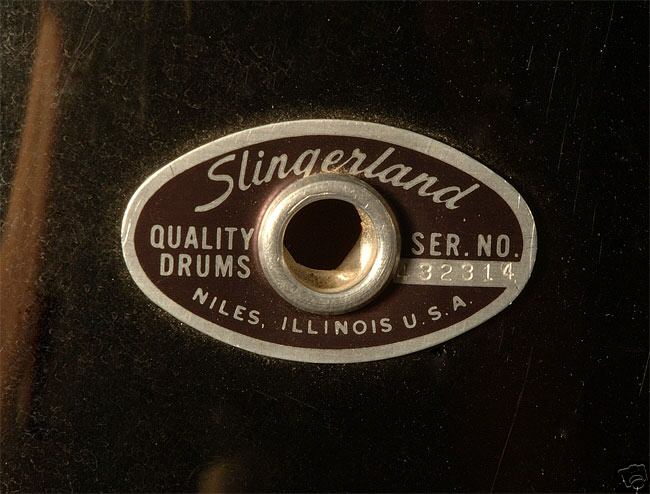 Slingerland
QUALITY DRUMS
SER. NO.
32314
NILES, ILLINOIS U.S.A.